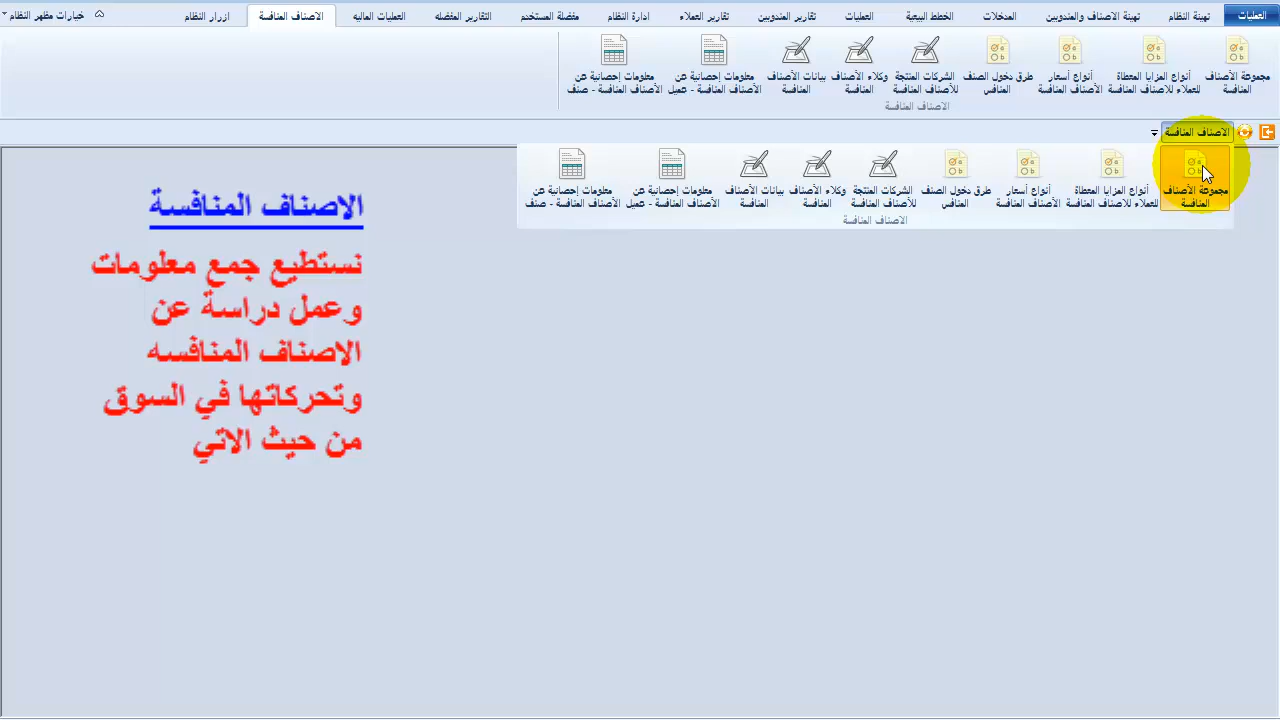 العمليات
تهيئة النظام
تهيئة الاصناف والمندوبين
المدخلات
الخطط البيعية
العمليات
تقارير المندوبين
تقارير العملاء
ادارة النظام
مفضلة المستخدم
التقارير المفضله
العمليات الماليه
الاصناف المنافسة
ازرار النظام
خيارات مظهر النظام
مجموعة الأصناف
المنافسة
أنواع المزايا المعطاة
للعملاء للاصناف المنافسة
أنواع أسعار
الأصناف المنافسة
طرق دخول الصنف
المنافس
الشركات المنتجة
للأصناف المنافسة
وكلاء الأصناف
المنافسة
بيانات الأصناف
المنافسة
معلومات إحصائية عن
الأصناف المنافسة - عميل
معلومات إحصائية عن
الأصناف المنافسة - صنف
الاصناف المنافسة
الاصناف المنافسة
مجموعة الأصناف
المنافسة
أنواع المزايا المعطاة
للعملاء للاصناف المنافسة
أنواع أسعار
الأصناف المنافسة
طرق دخول الصنف
المنافس
الشركات المنتجة
للأصناف المنافسة
وكلاء الأصناف
المنافسة
بيانات الأصناف
المنافسة
معلومات إحصائية عن
الأصناف المنافسة - عميل
معلومات إحصائية عن
الأصناف المنافسة - صنف
الاصناف المنافسة
الاصناف المنافسة
نستطيع جمع معلومات
وعمل دراسة عن
الاصناف المنافسه
وتحركاتها في السوق
من حيث الاتي